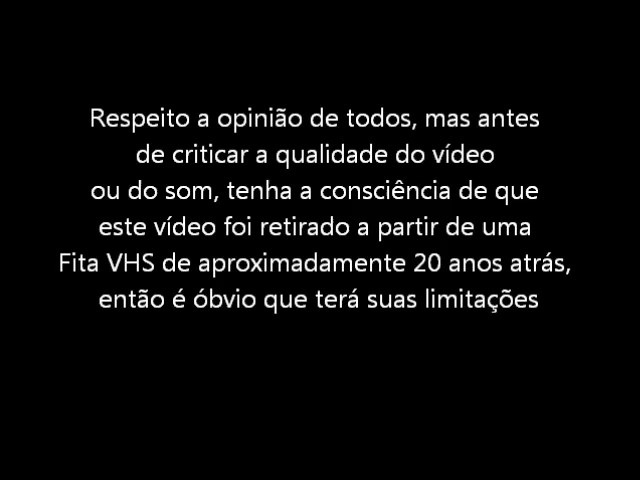 Respeito a opinião de todos, mas antes
de criticar a qualidade do vídeo
ou do som, tenha a consciência de que
este vídeo foi retirado a partir de uma
Fita VHS de aproximadamente 20 anos atrás,
então é óbvio que terá suas limitações